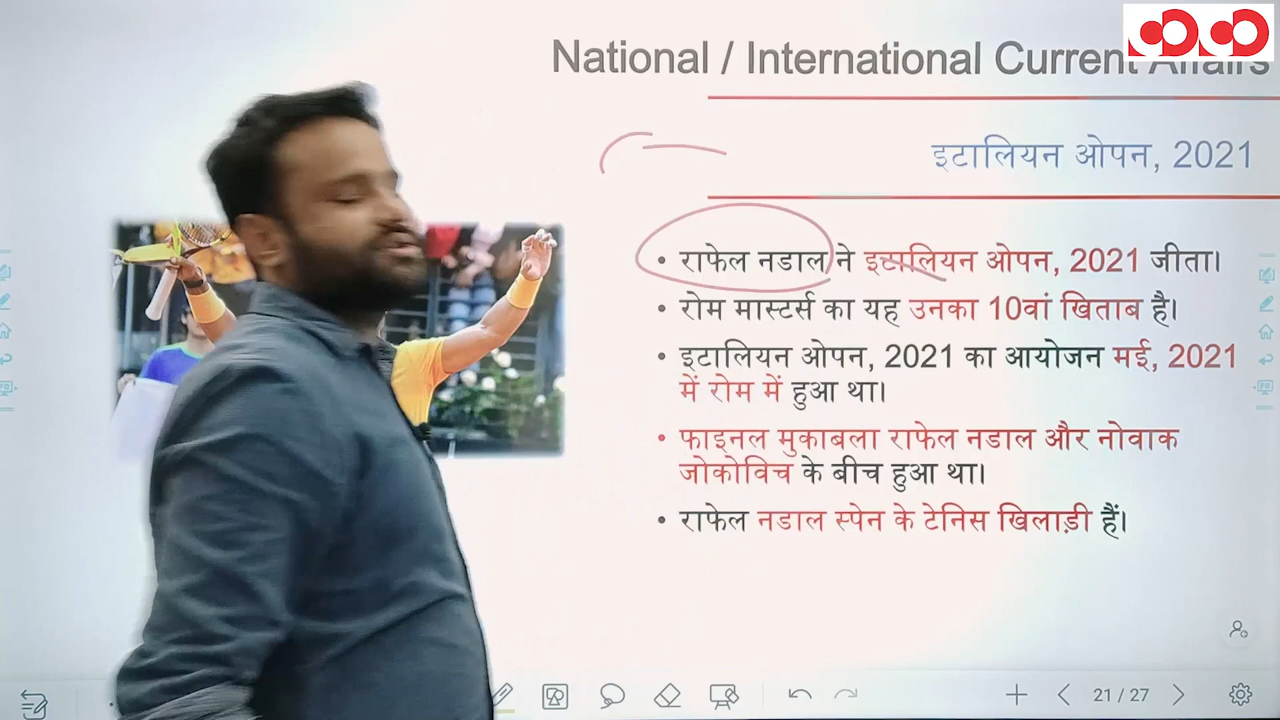 National / International Current Affairs
इटालियन ओपन, 2021
• राफेल नडाल ने इटालियन ओपन, 2021 जीता।
• रोम मास्टर्स का यह उनका 10वां खिताब है।
• इटालियन ओपन, 2021 का आयोजन मई, 2021
में रोम में हुआ था।
• फाइनल मुकाबला राफेल नडाल और नोवाक
जोकोविच के बीच हुआ था।
• राफेल नडाल स्पेन के टेनिस खिलाड़ी हैं।
21 / 27